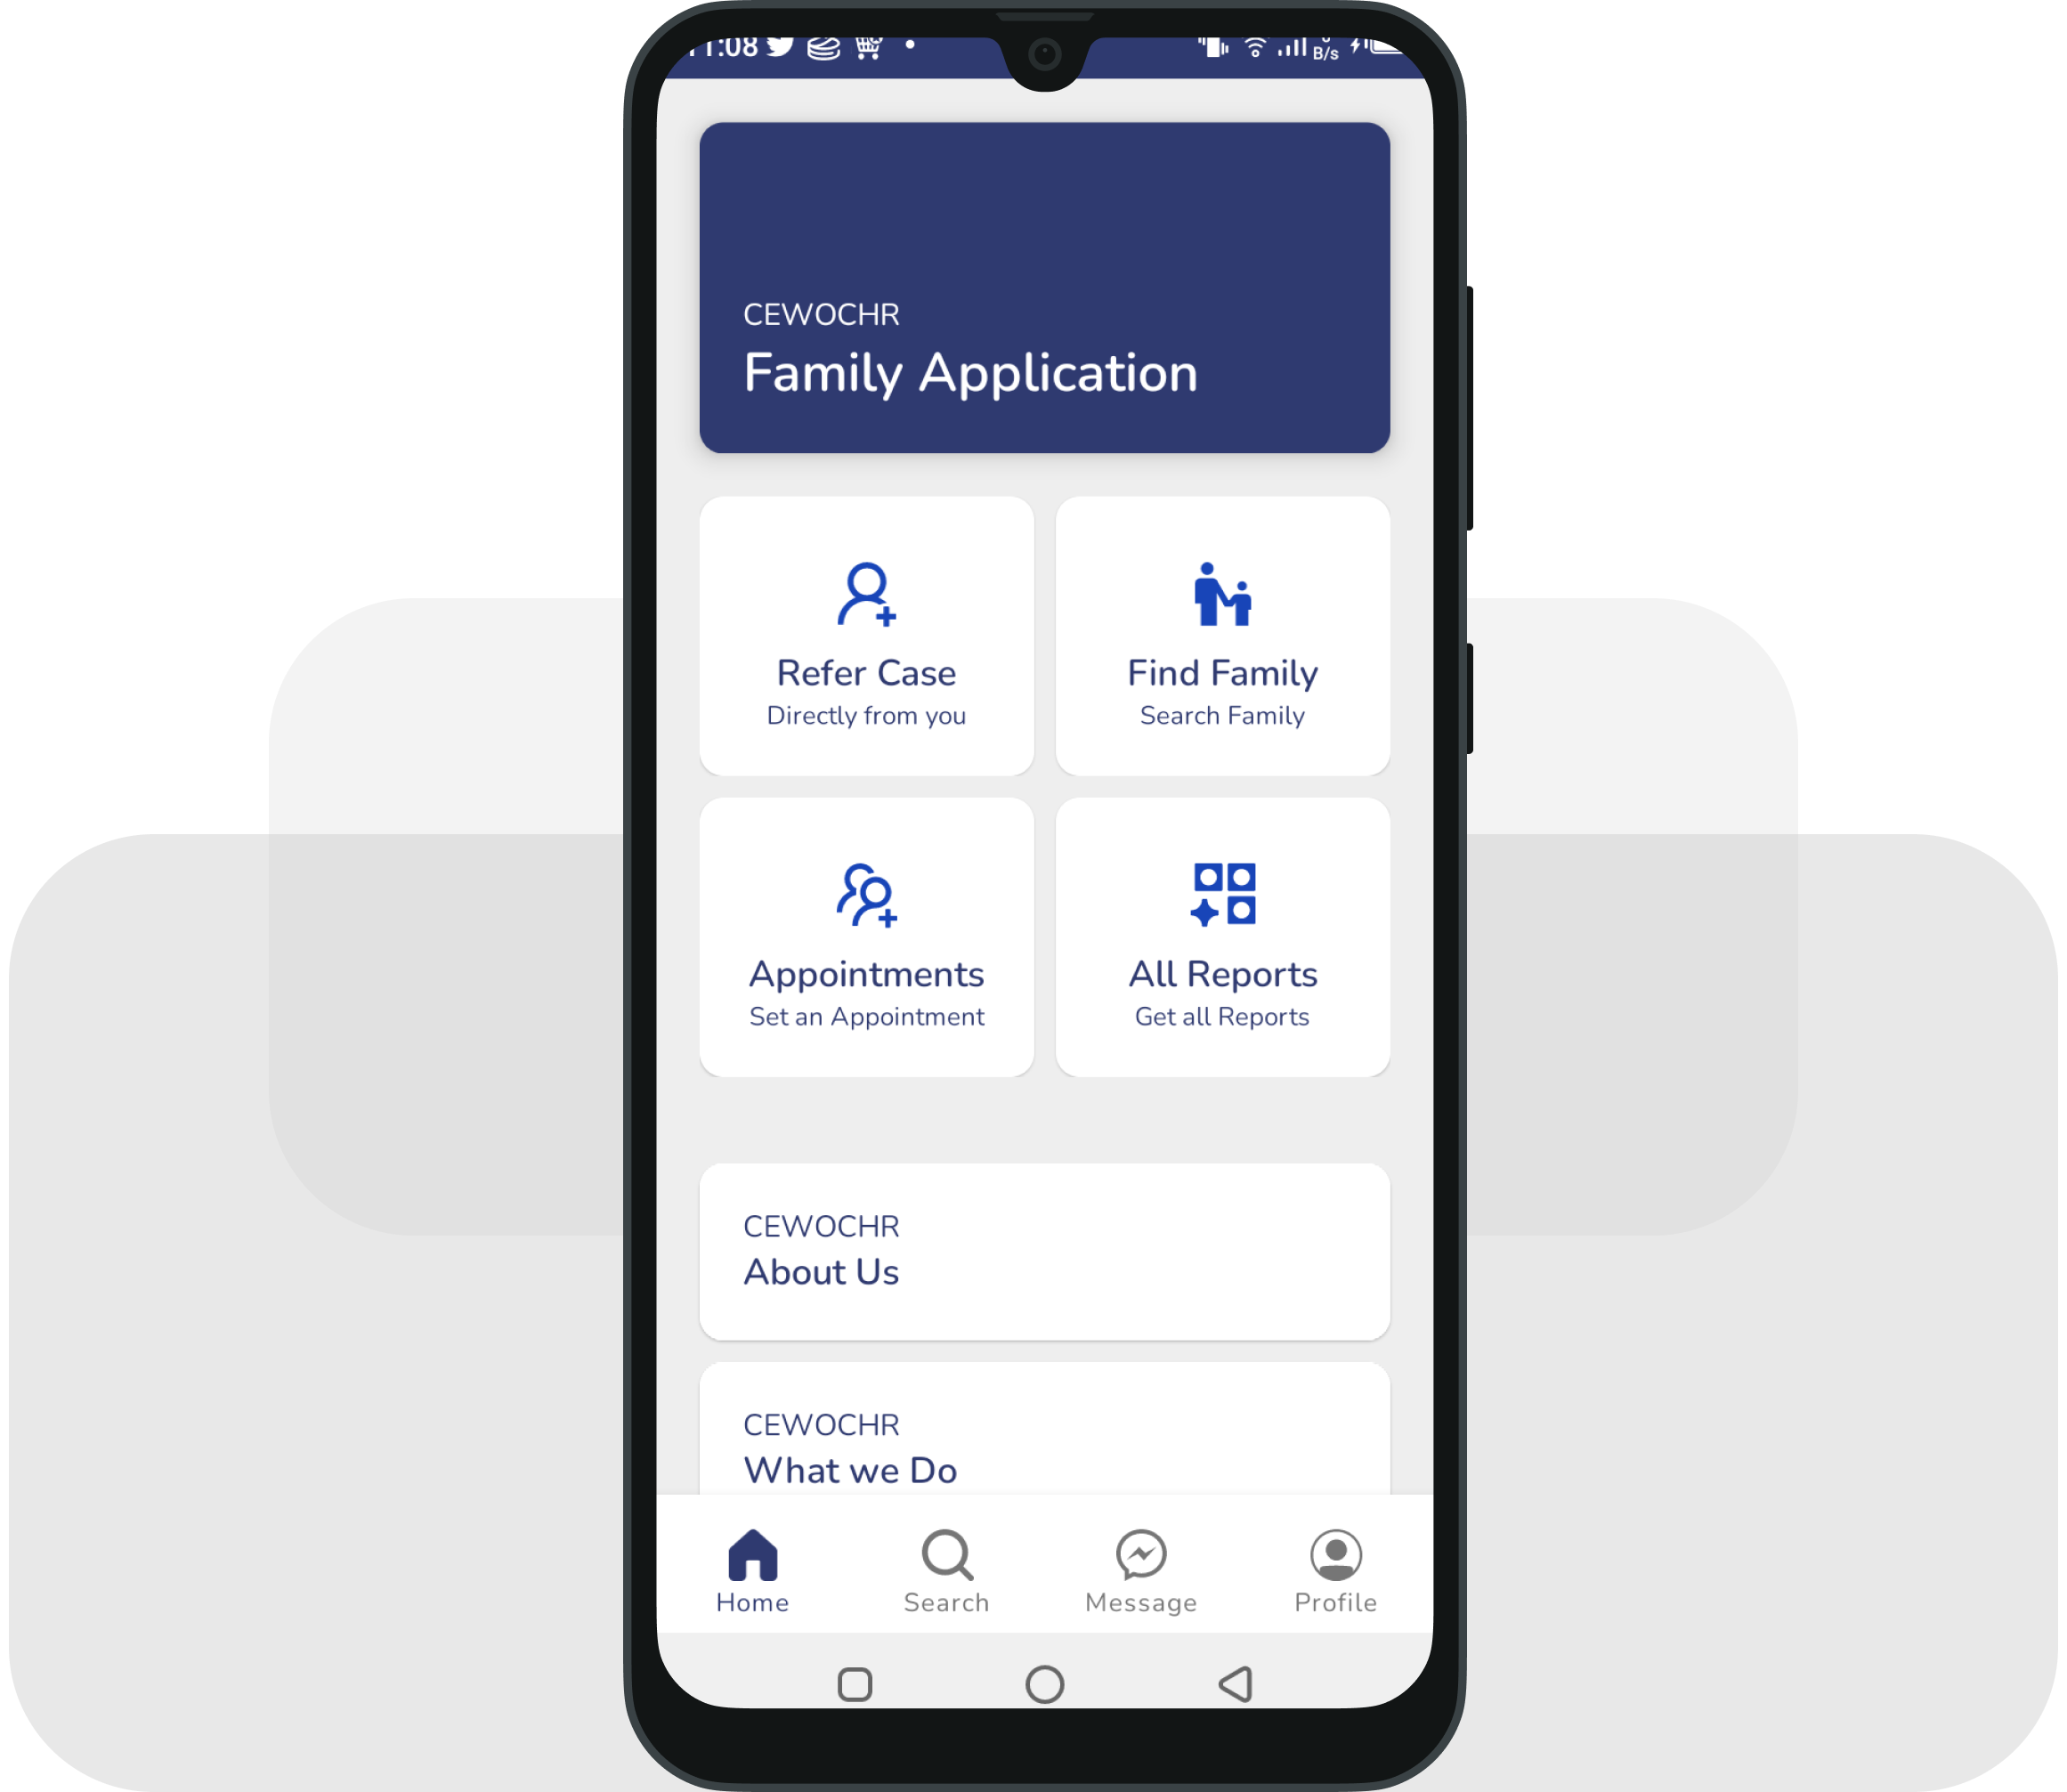 11:08
B/s
CEWOCHR
Family Application
Refer Case
Directly from you
Find Family
Search Family
Appointments
Set an Appointment
All Reports
Get all Reports
CEWOCHR
About Us
CEWOCHR
What we Do
Home
Search
Message
Profile